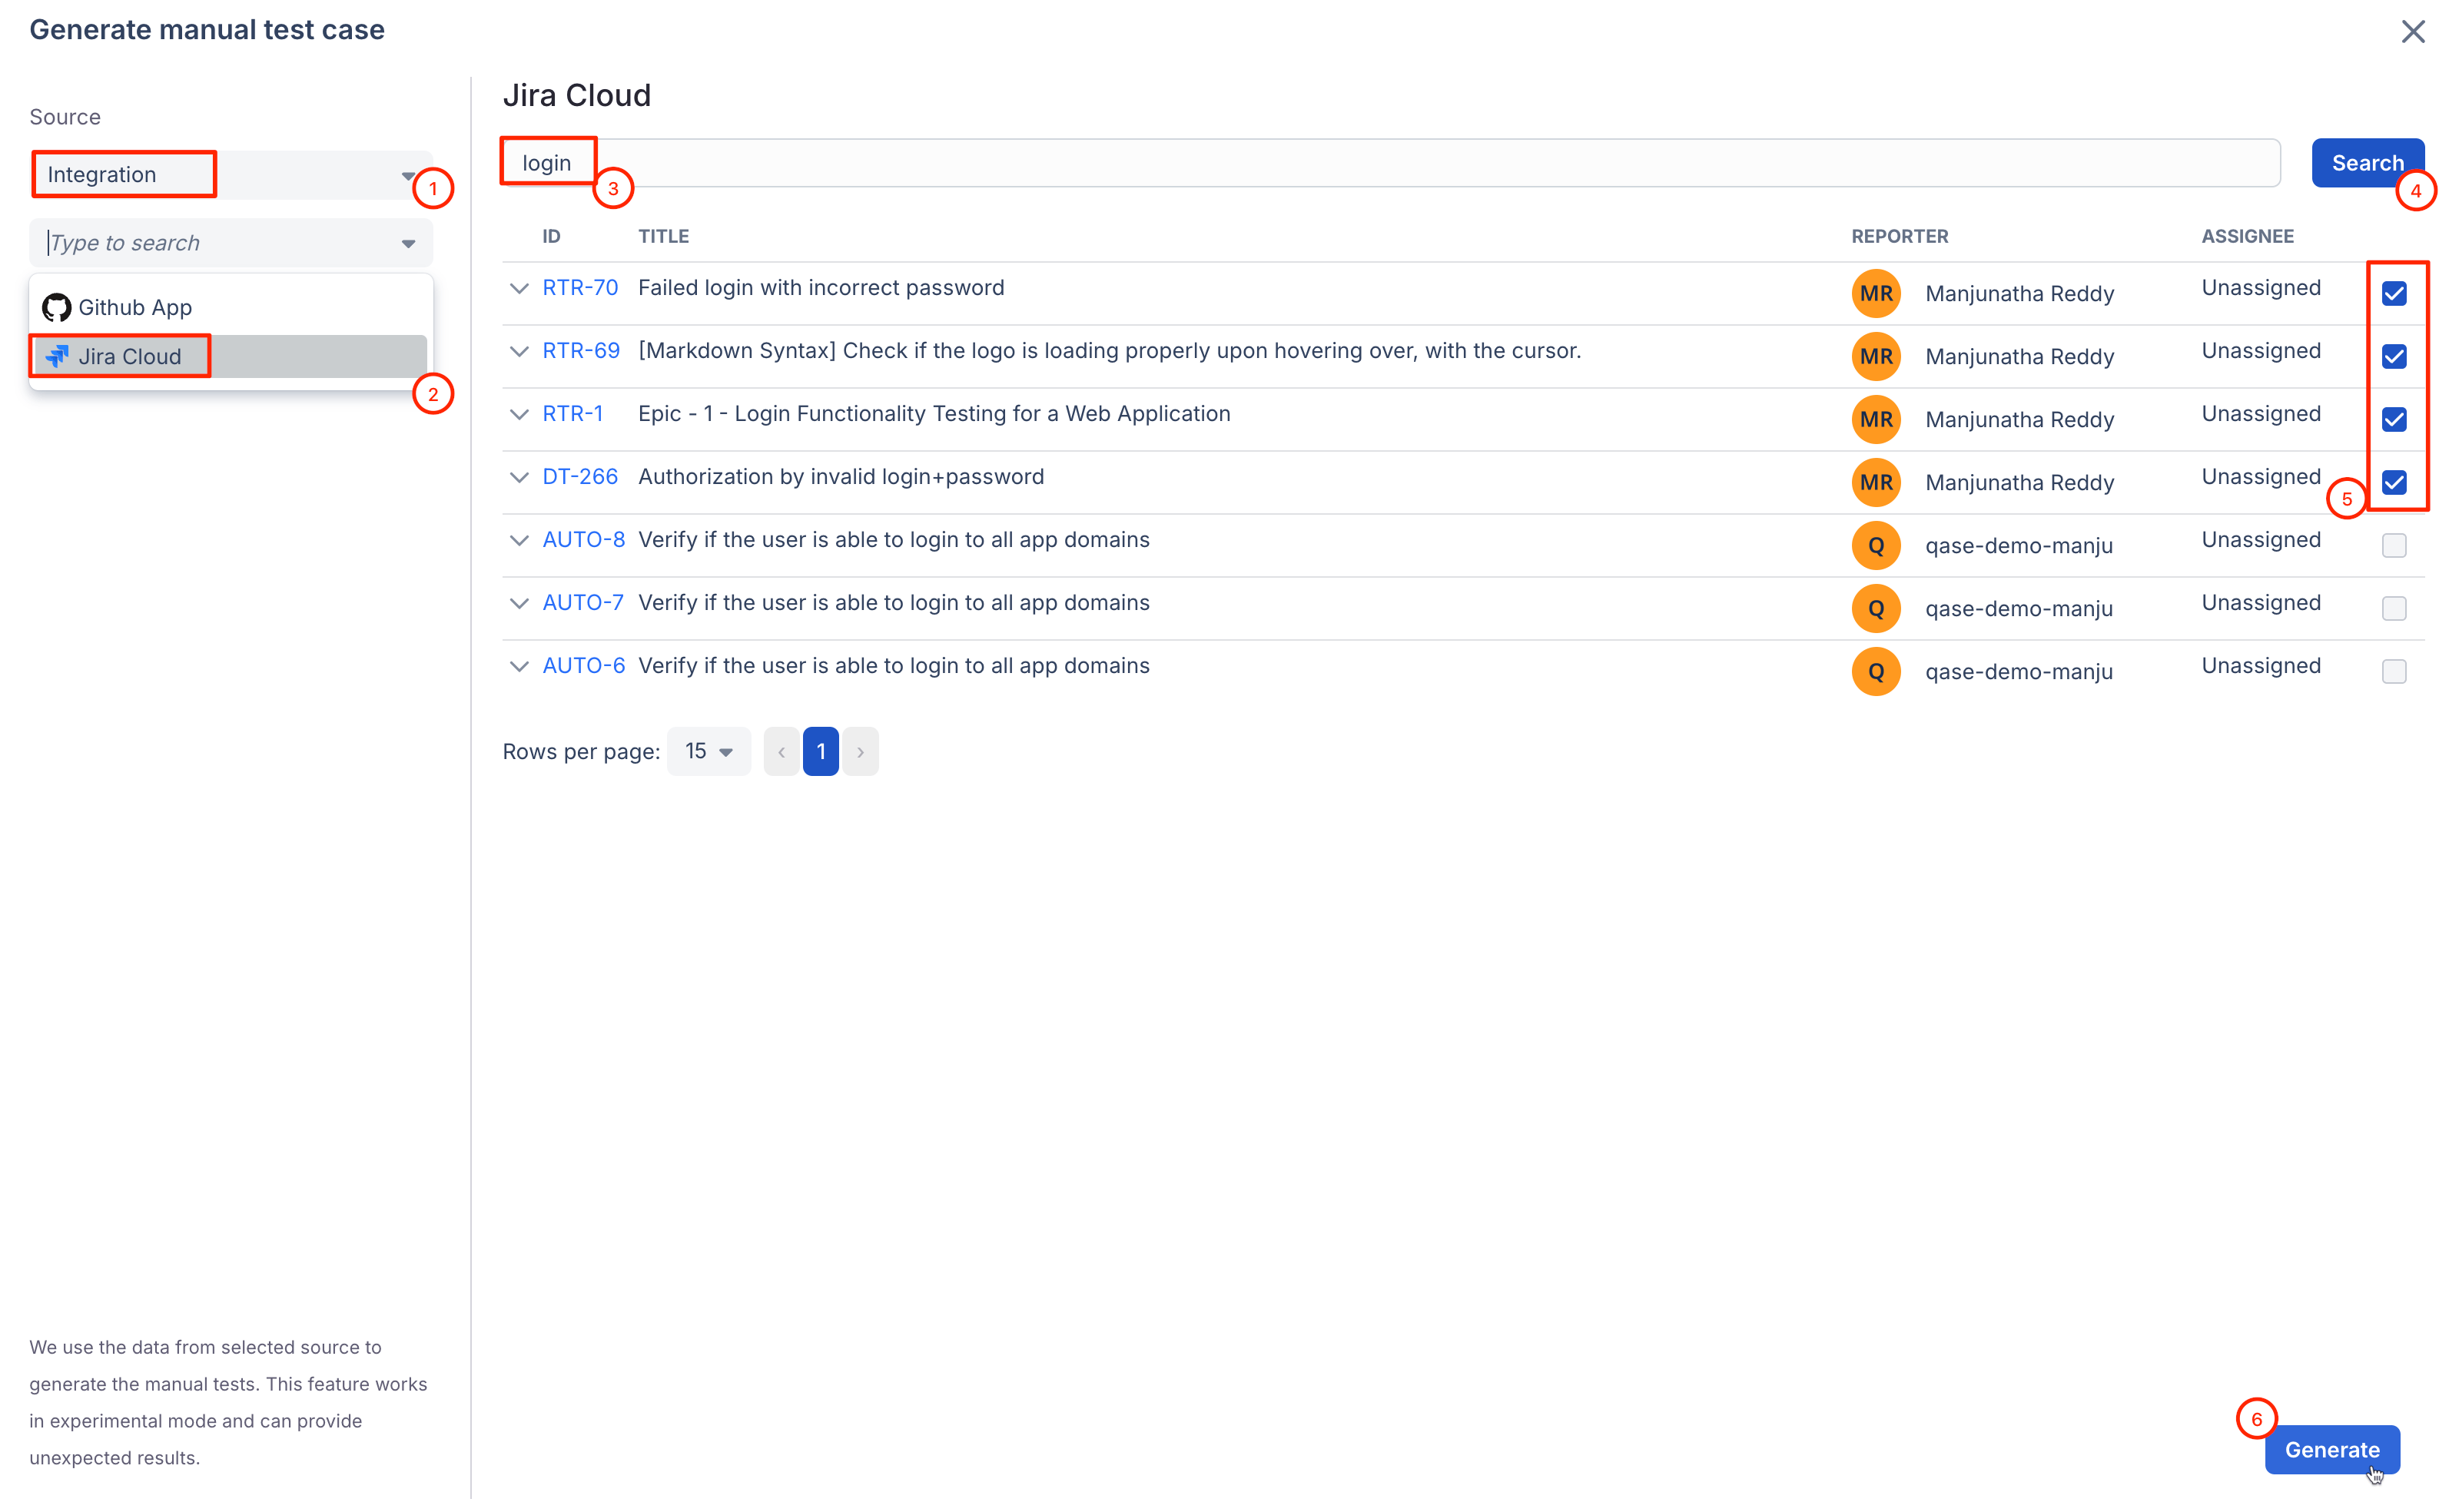 Generate manual test case
Source
Integration
1
Type to search
Github App
Jira Cloud
2
We use the data from selected source to
generate the manual tests. This feature works
in experimental mode and can provide
unexpected results.
Jira Cloud
login
3
Search
4
ID TITLE REPORTER ASSIGNEE
RTR-70 Failed login with incorrect password MR Manjunatha Reddy Unassigned
RTR-69 [Markdown Syntax] Check if the logo is loading properly upon hovering over, with the cursor. MR Manjunatha Reddy Unassigned
RTR-1 Epic - 1 - Login Functionality Testing for a Web Application MR Manjunatha Reddy Unassigned
DT-266 Authorization by invalid login+password MR Manjunatha Reddy Unassigned
5
AUTO-8 Verify if the user is able to login to all app domains Q qase-demo-manju Unassigned
AUTO-7 Verify if the user is able to login to all app domains Q qase-demo-manju Unassigned
AUTO-6 Verify if the user is able to login to all app domains Q qase-demo-manju Unassigned
Rows per page: 15 ‹ 1 ›
6
Generate